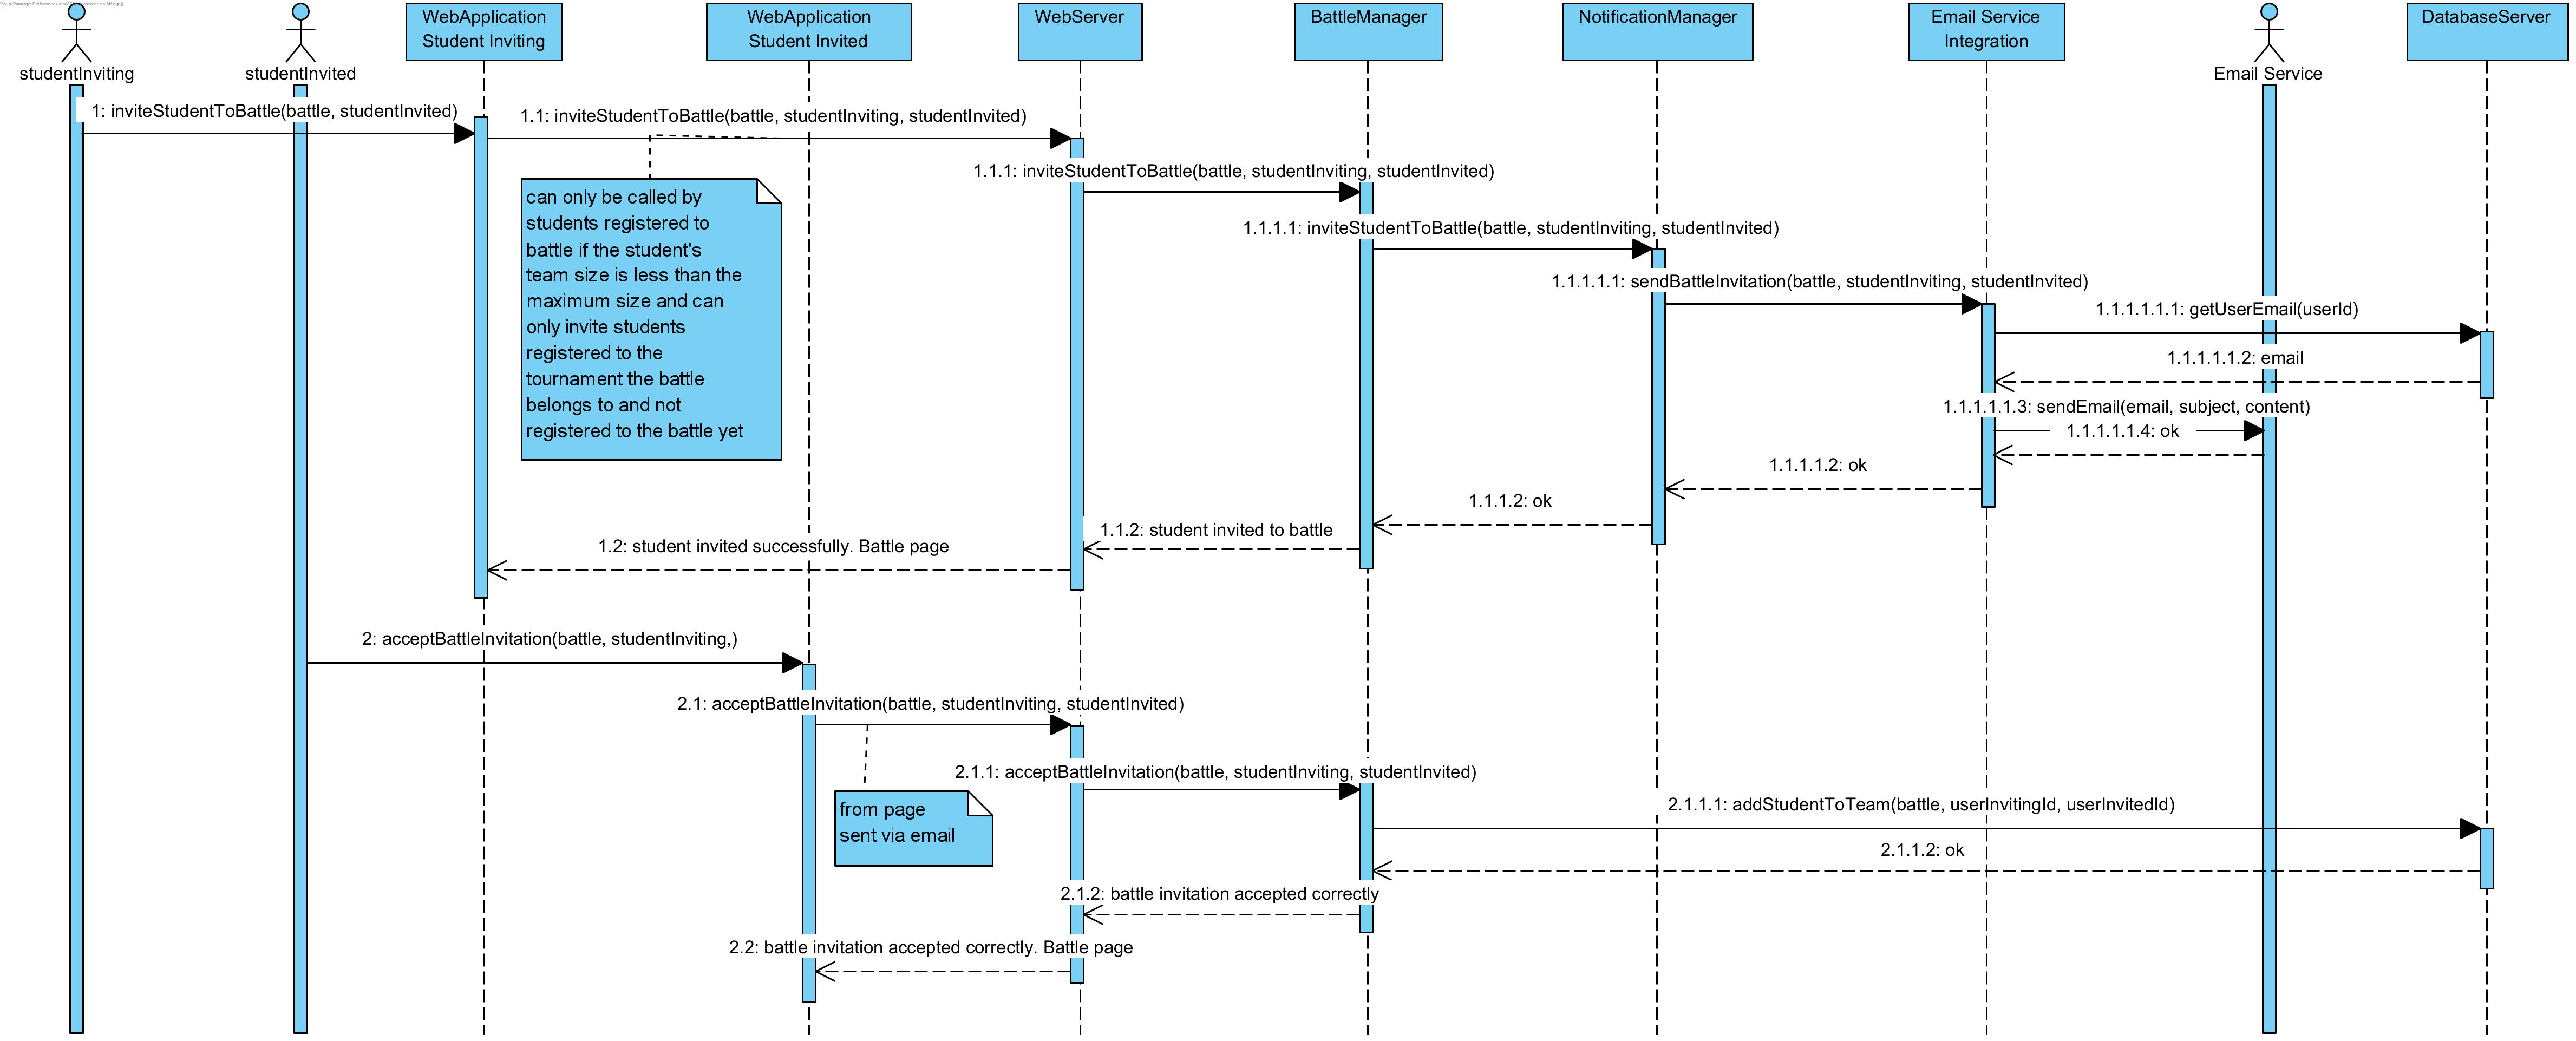 studentInviting
studentInvited
WebApplication
Student Inviting
WebApplication
Student Invited
WebServer
BattleManager
NotificationManager
Email Service
Integration
Email Service
DatabaseServer
1: inviteStudentToBattle(battle, studentInvited)
1.1: inviteStudentToBattle(battle, studentInviting, studentInvited)
can only be called by
students registered to
battle if the student's
team size is less than the
maximum size and can
only invite students
registered to the
tournament the battle
belongs to and not
registered to the battle yet
1.1.1: inviteStudentToBattle(battle, studentInviting, studentInvited)
1.1.1.1: inviteStudentToBattle(battle, studentInviting, studentInvited)
1.1.1.1.1: sendBattleInvitation(battle, studentInviting, studentInvited)
1.1.1.1.1.1: getUserEmail(userId)
1.1.1.1.1.2: email
1.1.1.1.1.3: sendEmail(email, subject, content)
1.1.1.1.1.4: ok
1.1.1.1.2: ok
1.1.1.2: ok
1.1.2: student invited to battle
1.2: student invited successfully. Battle page
2: acceptBattleInvitation(battle, studentInviting,)
2.1: acceptBattleInvitation(battle, studentInviting, studentInvited)
from page
sent via email
2.1.1: acceptBattleInvitation(battle, studentInviting, studentInvited)
2.1.1.1: addStudentToTeam(battle, userInvitingId, userInvitedId)
2.1.1.2: ok
2.1.2: battle invitation accepted correctly
2.2: battle invitation accepted correctly. Battle page